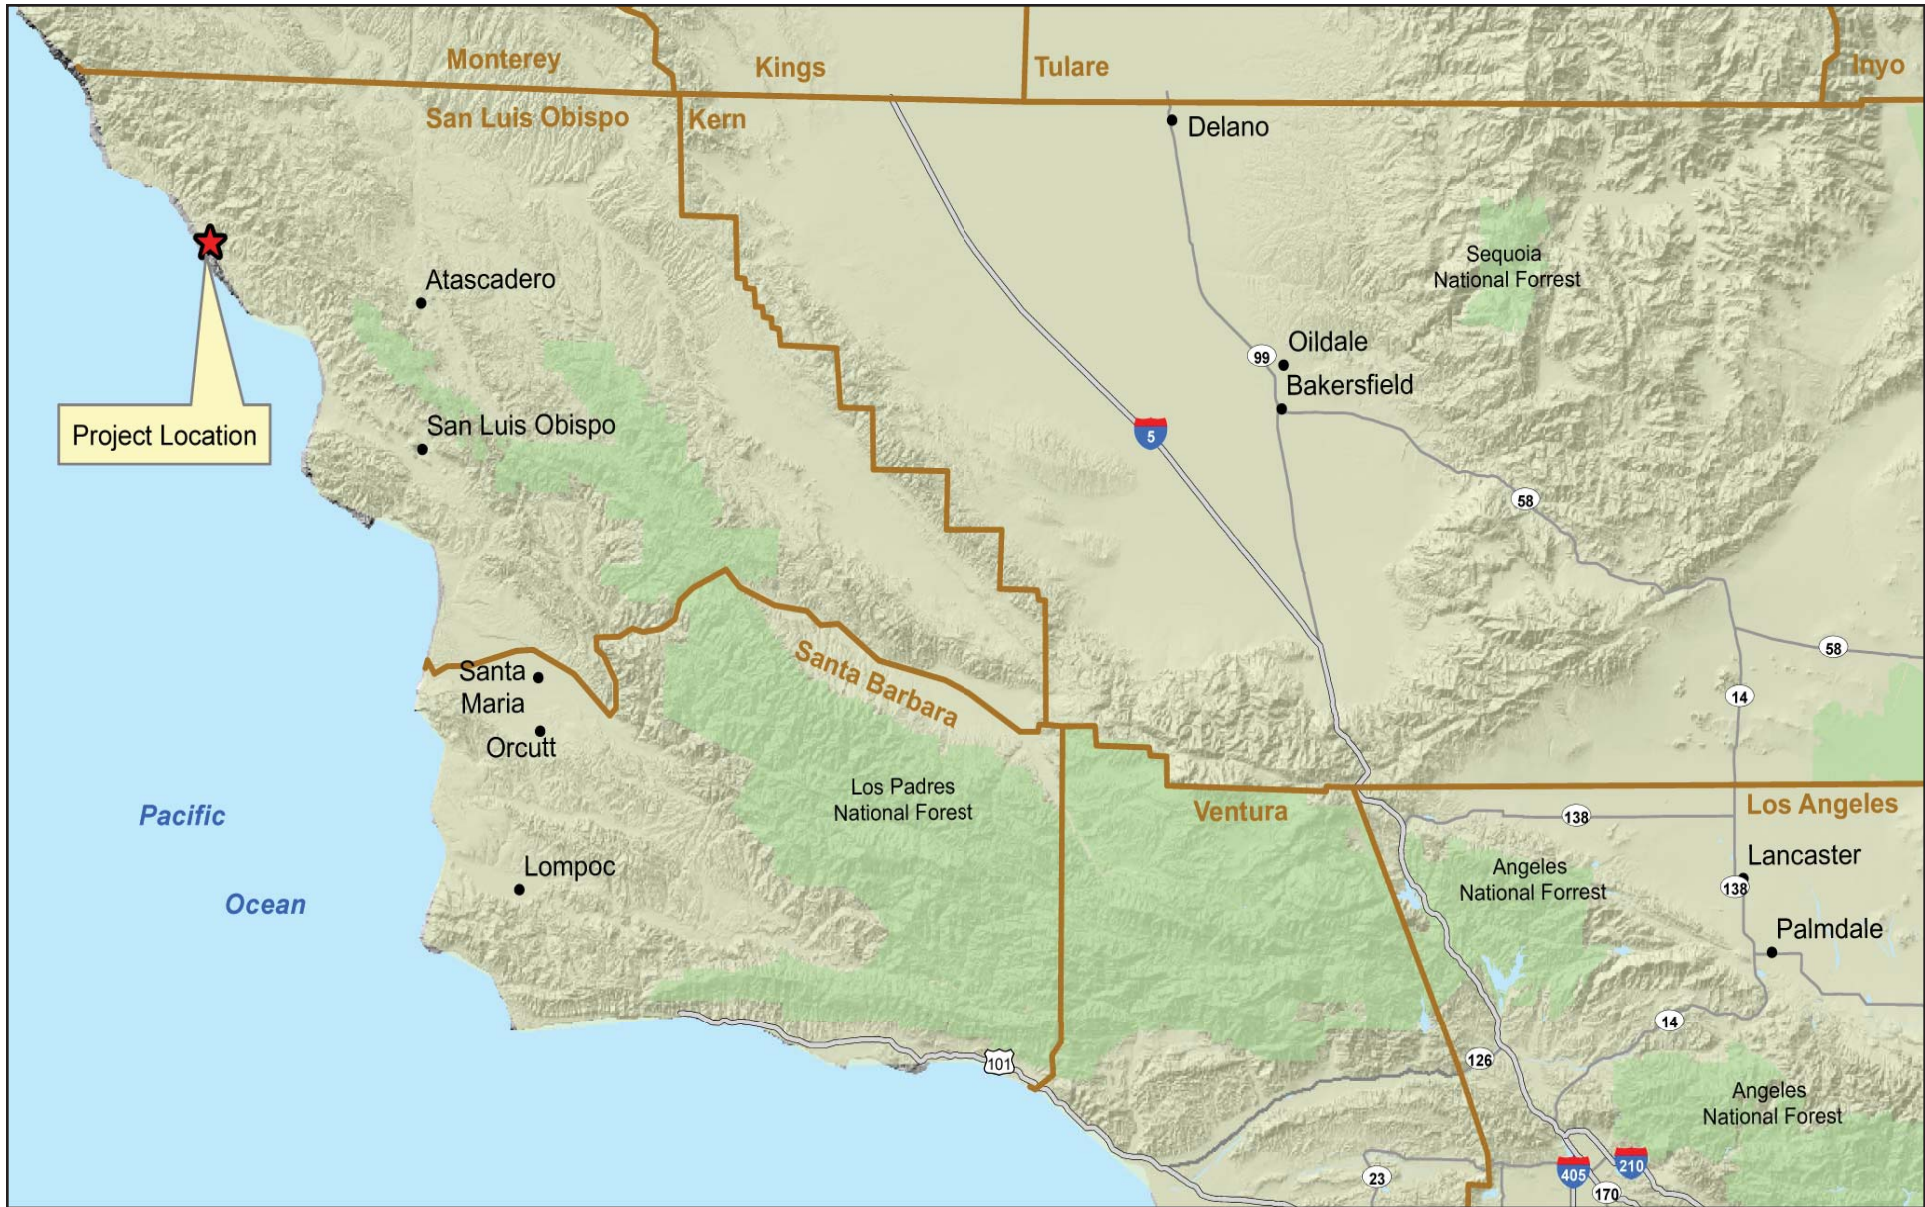 Monterey
Kings
Tulare
Inyo
San Luis Obispo
Kern
Delano
Sequoia
National Forrest
Atascadero
Oildale
99
Bakersfield
Project Location
San Luis Obispo
5
58
58
Santa
Maria
Santa Barbara
14
Orcutt
Los Padres
National Forest
Ventura
Los Angeles
138
Pacific
Ocean
Lompoc
Angeles
National Forrest
Lancaster
138
Palmdale
14
101
126
Angeles
National Forest
23
405
210
170